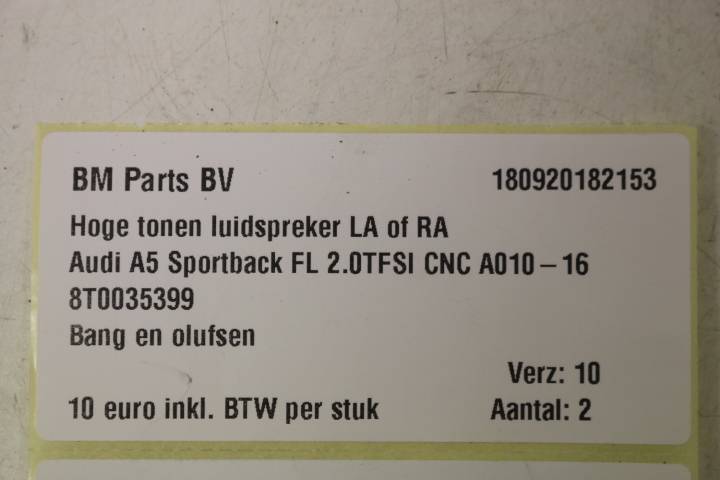 BM Parts BV 180920182153
Hoge tonen luidspreker LA of RA
Audi A5 Sportback FL 2.0TFSI CNC A010-16
8T0035399
Bang en olufsen
Verz: 10
10 euro inkl. BTW per stuk Aantal: 2